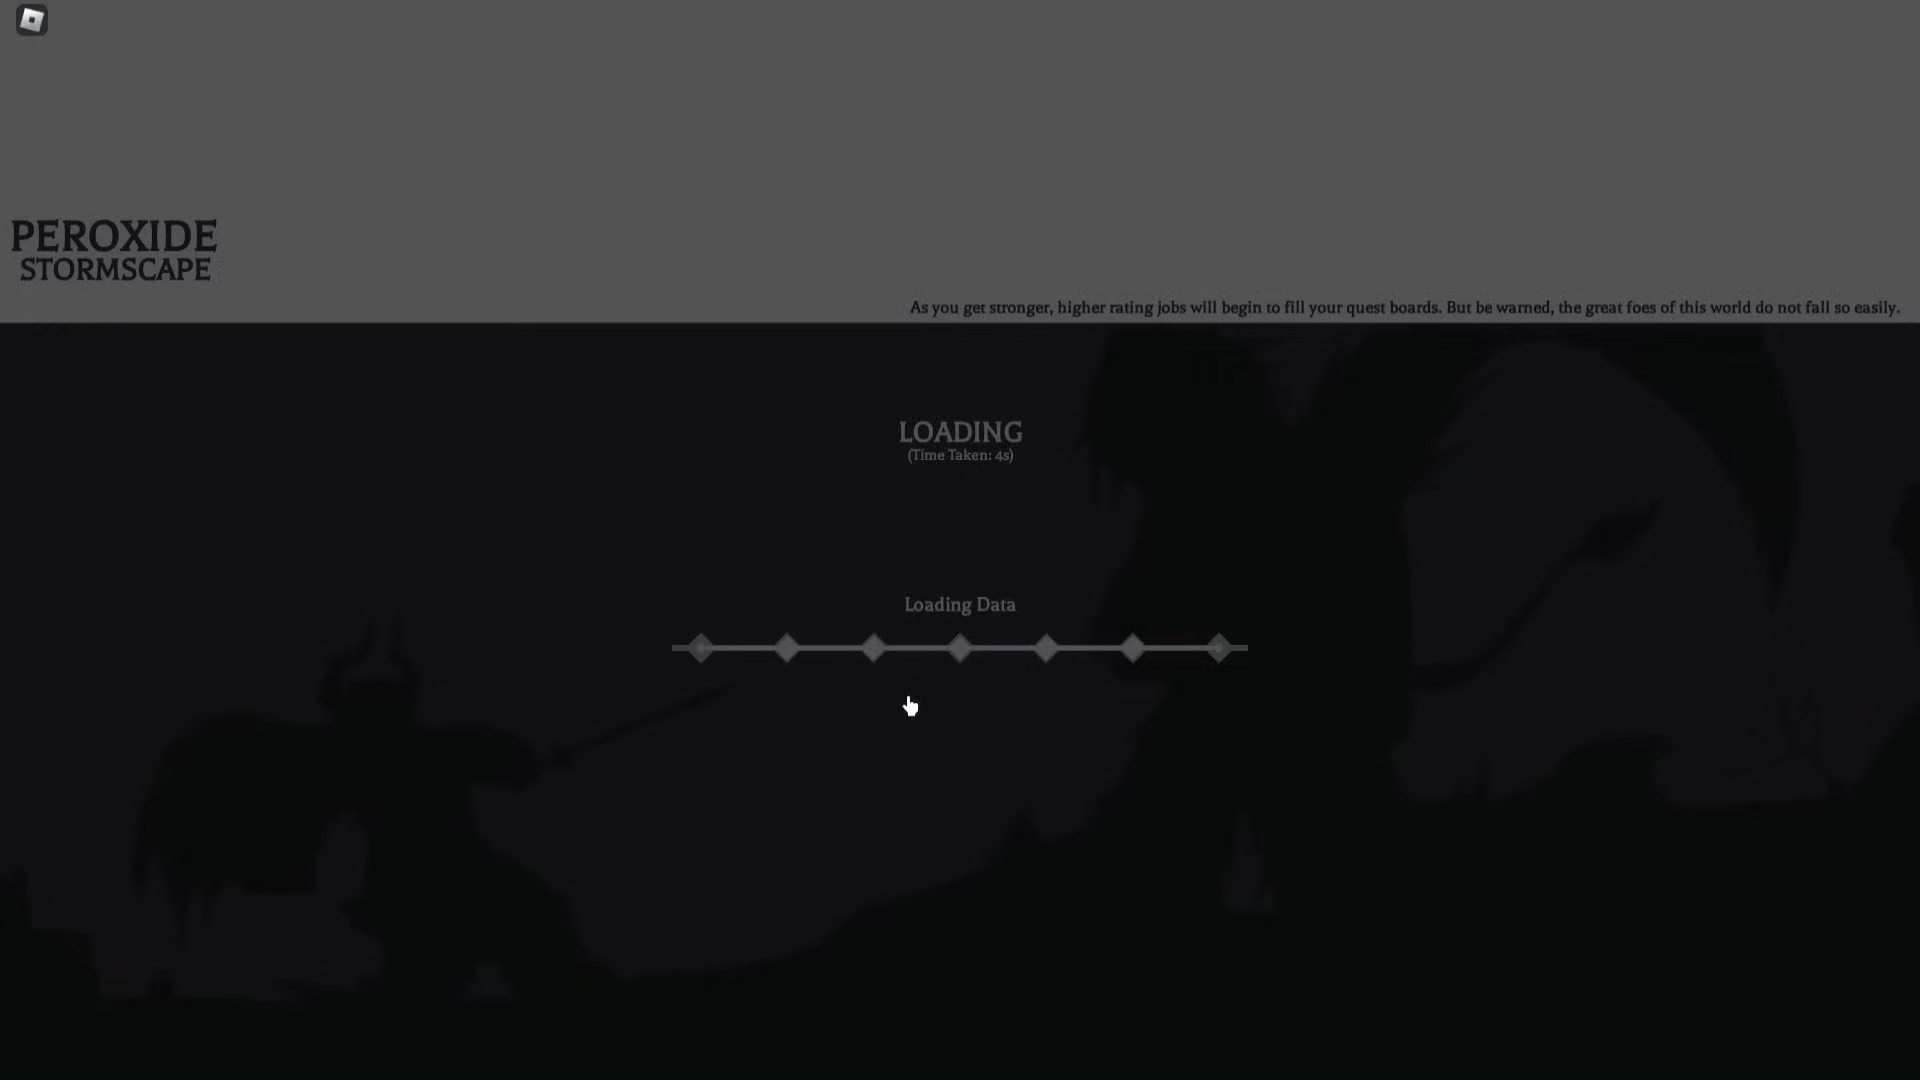 PEROXIDE
STORMSCAPE
As you get stronger, higher rating jobs will begin to fill your quest boards. But be warned, the great foes of this world do not fall so easily.
LOADING
(Time Taken: 4s)
Loading Data